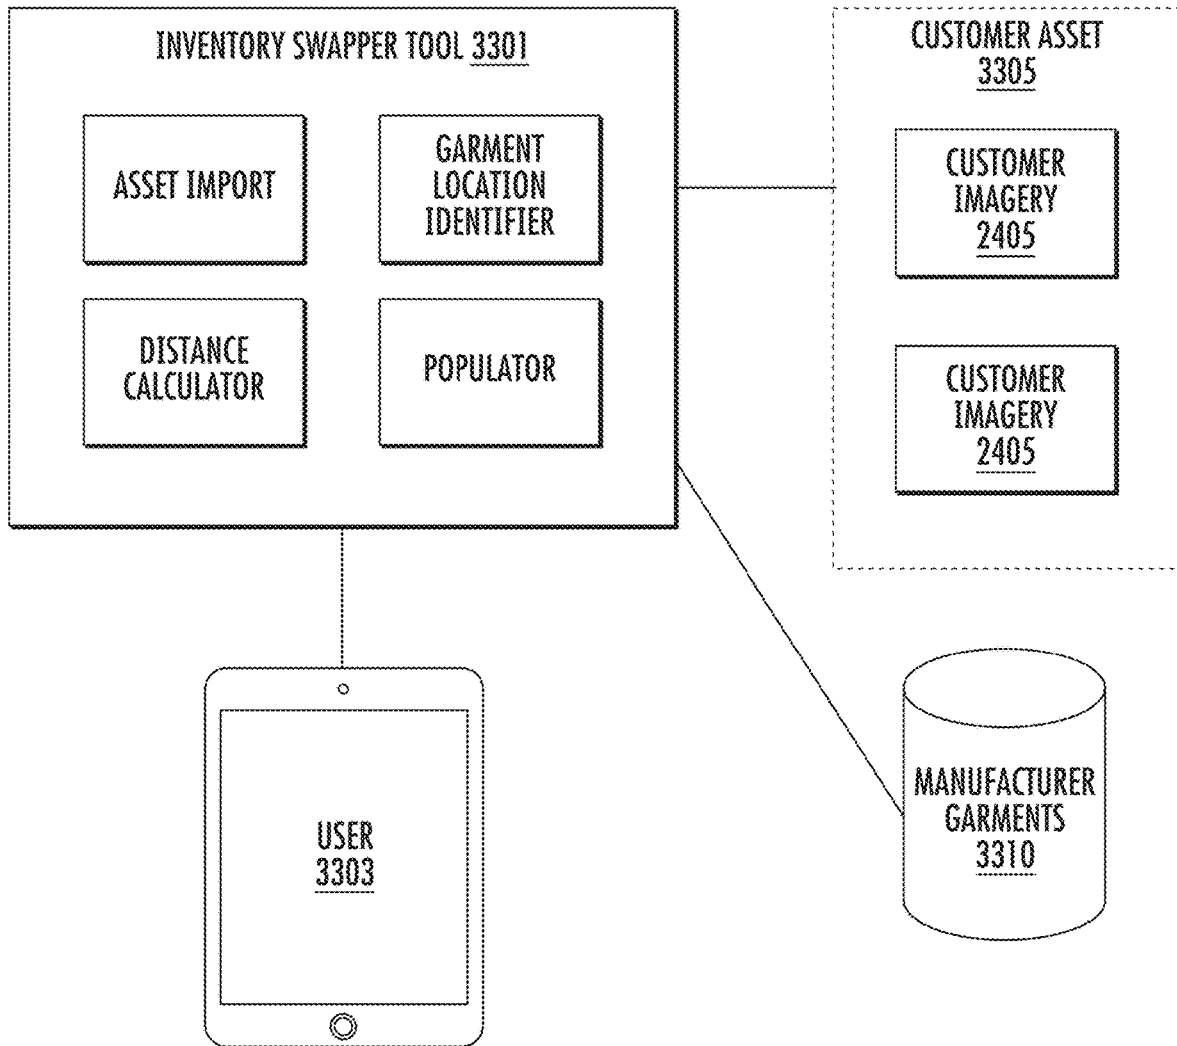 INVENTORY SWAPPER TOOL 3301
ASSET IMPORT
GARMENT
LOCATION
IDENTIFIER
DISTANCE
CALCULATOR
POPULATOR
CUSTOMER ASSET
3305
CUSTOMER
IMAGERY
2405
CUSTOMER
IMAGERY
2405
USER
3303
MANUFACTURER
GARMENTS
3310